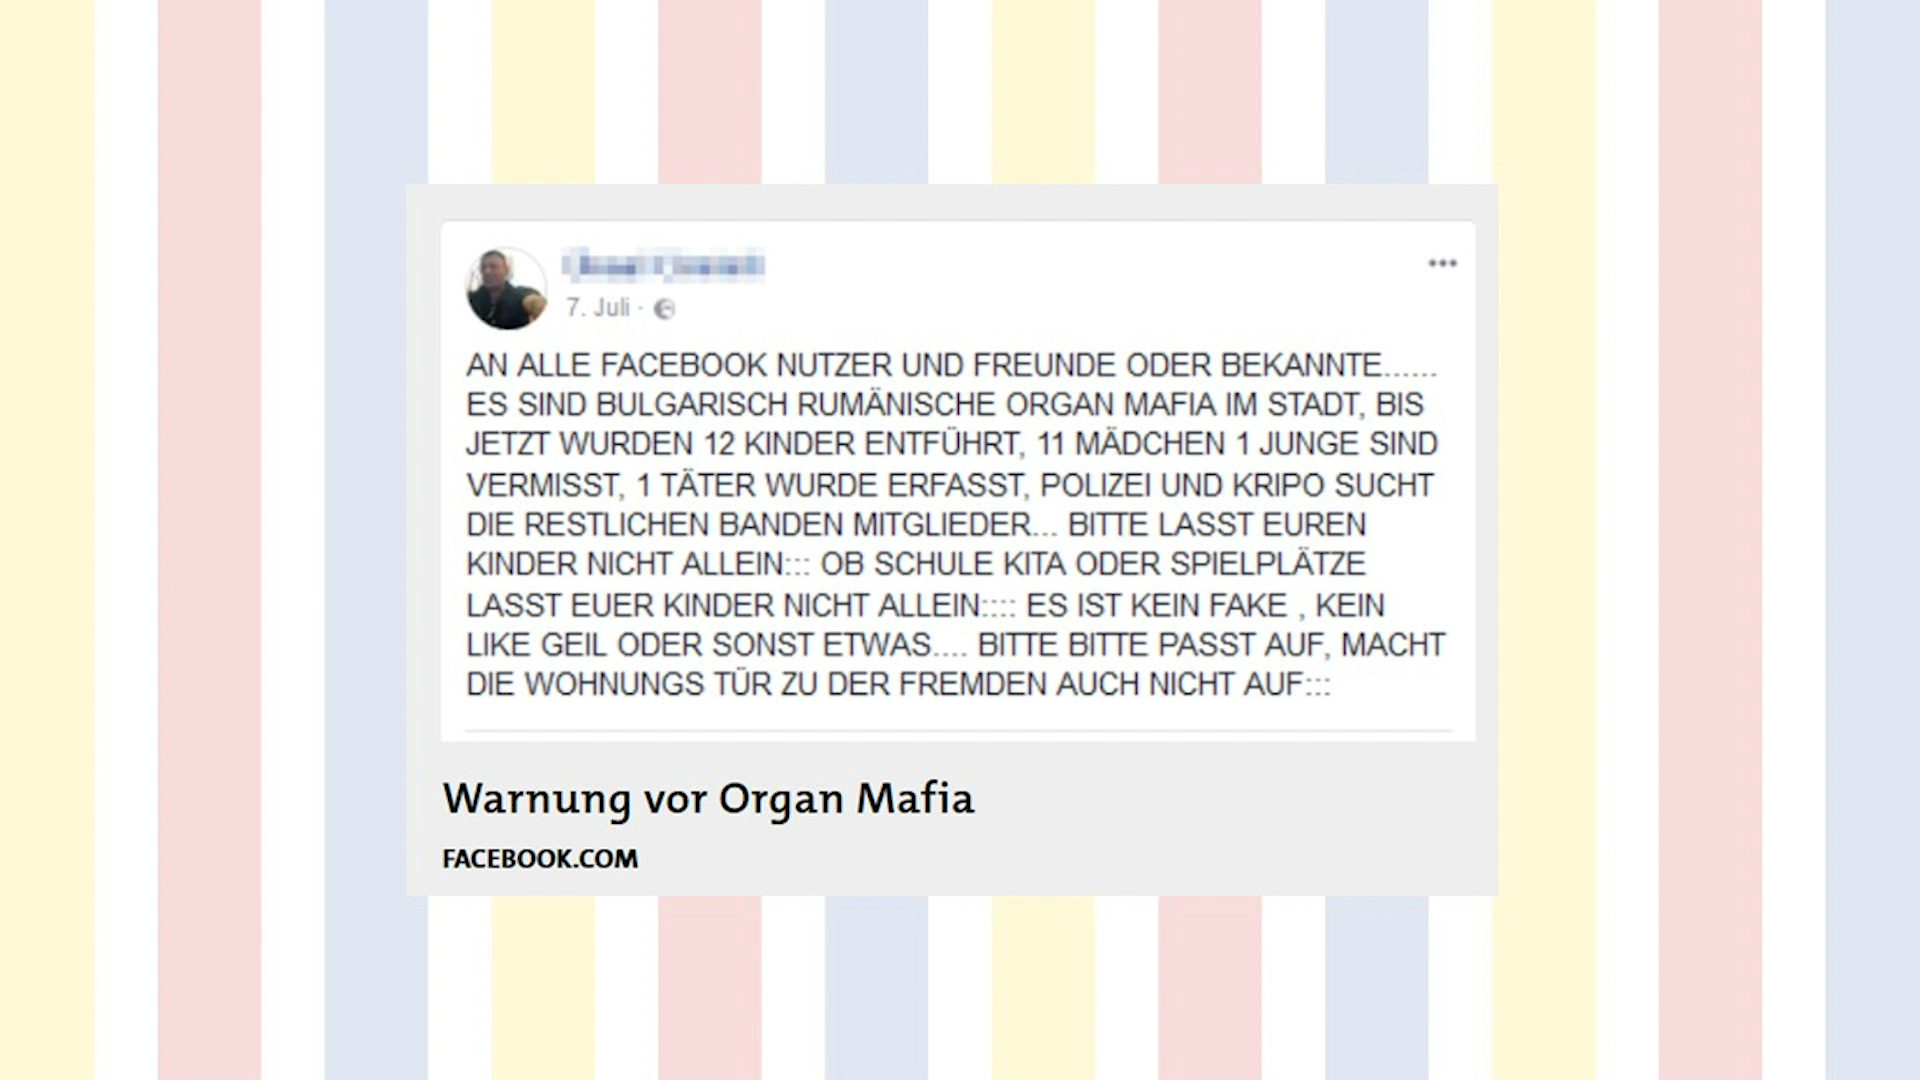 7. Juli ·
AN ALLE FACEBOOK NUTZER UND FREUNDE ODER BEKANNTE......
ES SIND BULGARISCH RUMÄNISCHE ORGAN MAFIA IM STADT, BIS
JETZT WURDEN 12 KINDER ENTFÜHRT, 11 MÄDCHEN 1 JUNGE SIND
VERMISST, 1 TÄTER WURDE ERFASST, POLIZEI UND KRIPO SUCHT
DIE RESTLICHEN BANDEN MITGLIEDER... BITTE LASST EUREN
KINDER NICHT ALLEIN::: OB SCHULE KITA ODER SPIELPLÄTZE
LASST EUER KINDER NICHT ALLEIN:::: ES IST KEIN FAKE , KEIN
LIKE GEIL ODER SONST ETWAS.... BITTE BITTE PASST AUF, MACHT
DIE WOHNUNGS TÜR ZU DER FREMDEN AUCH NICHT AUF:::
Warnung vor Organ Mafia
FACEBOOK.COM